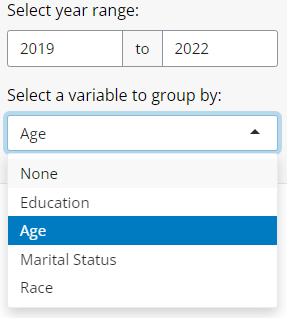 Select year range:
2019 to 2022
Select a variable to group by:
Age
None
Education
Age
Marital Status
Race